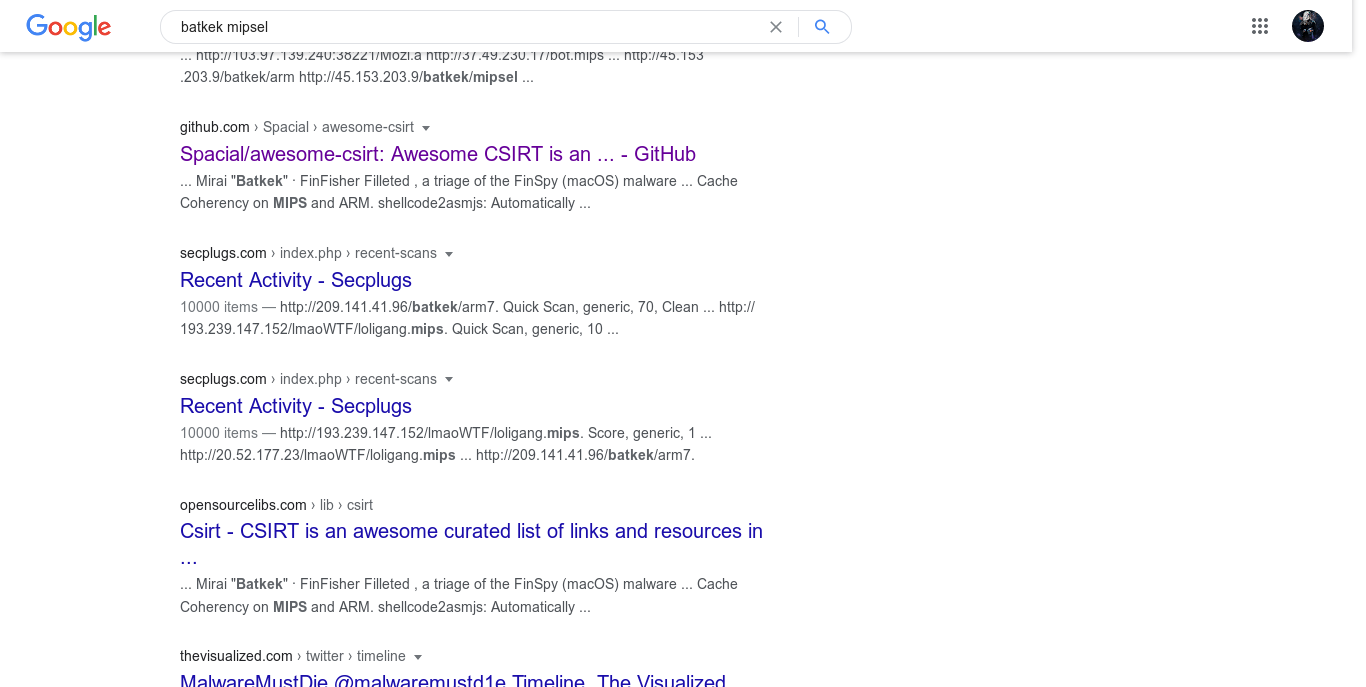 Google
batkek mipsel
... http://103.97.139.240:38221/Mozi.a http://37.49.230.17/bot.mips ... http://45.153
.203.9/batkek/arm http://45.153.203.9/batkek/mipsel ...
github.com › Spacial › awesome-csirt
Spacial/awesome-csirt: Awesome CSIRT is an ... - GitHub
... Mirai "Batkek" · FinFisher Filleted , a triage of the FinSpy (macOS) malware ... Cache
Coherency on MIPS and ARM. shellcode2asmjs: Automatically ...
secplugs.com › index.php › recent-scans
Recent Activity - Secplugs
10000 items — http://209.141.41.96/batkek/arm7. Quick Scan, generic, 70, Clean ... http://
193.239.147.152/lmaoWTF/loligang.mips. Quick Scan, generic, 10 ...
secplugs.com › index.php › recent-scans
Recent Activity - Secplugs
10000 items — http://193.239.147.152/lmaoWTF/loligang.mips. Score, generic, 1 ...
http://20.52.177.23/lmaoWTF/loligang.mips ... http://209.141.41.96/batkek/arm7.
opensourcelibs.com › lib › csirt
Csirt - CSIRT is an awesome curated list of links and resources in
...
... Mirai "Batkek" · FinFisher Filleted , a triage of the FinSpy (macOS) malware ... Cache
Coherency on MIPS and ARM. shellcode2asmjs: Automatically ...
thevisualized.com › twitter › timeline
MalwareMustDie @malwaremustd1e Timeline, The Visualized